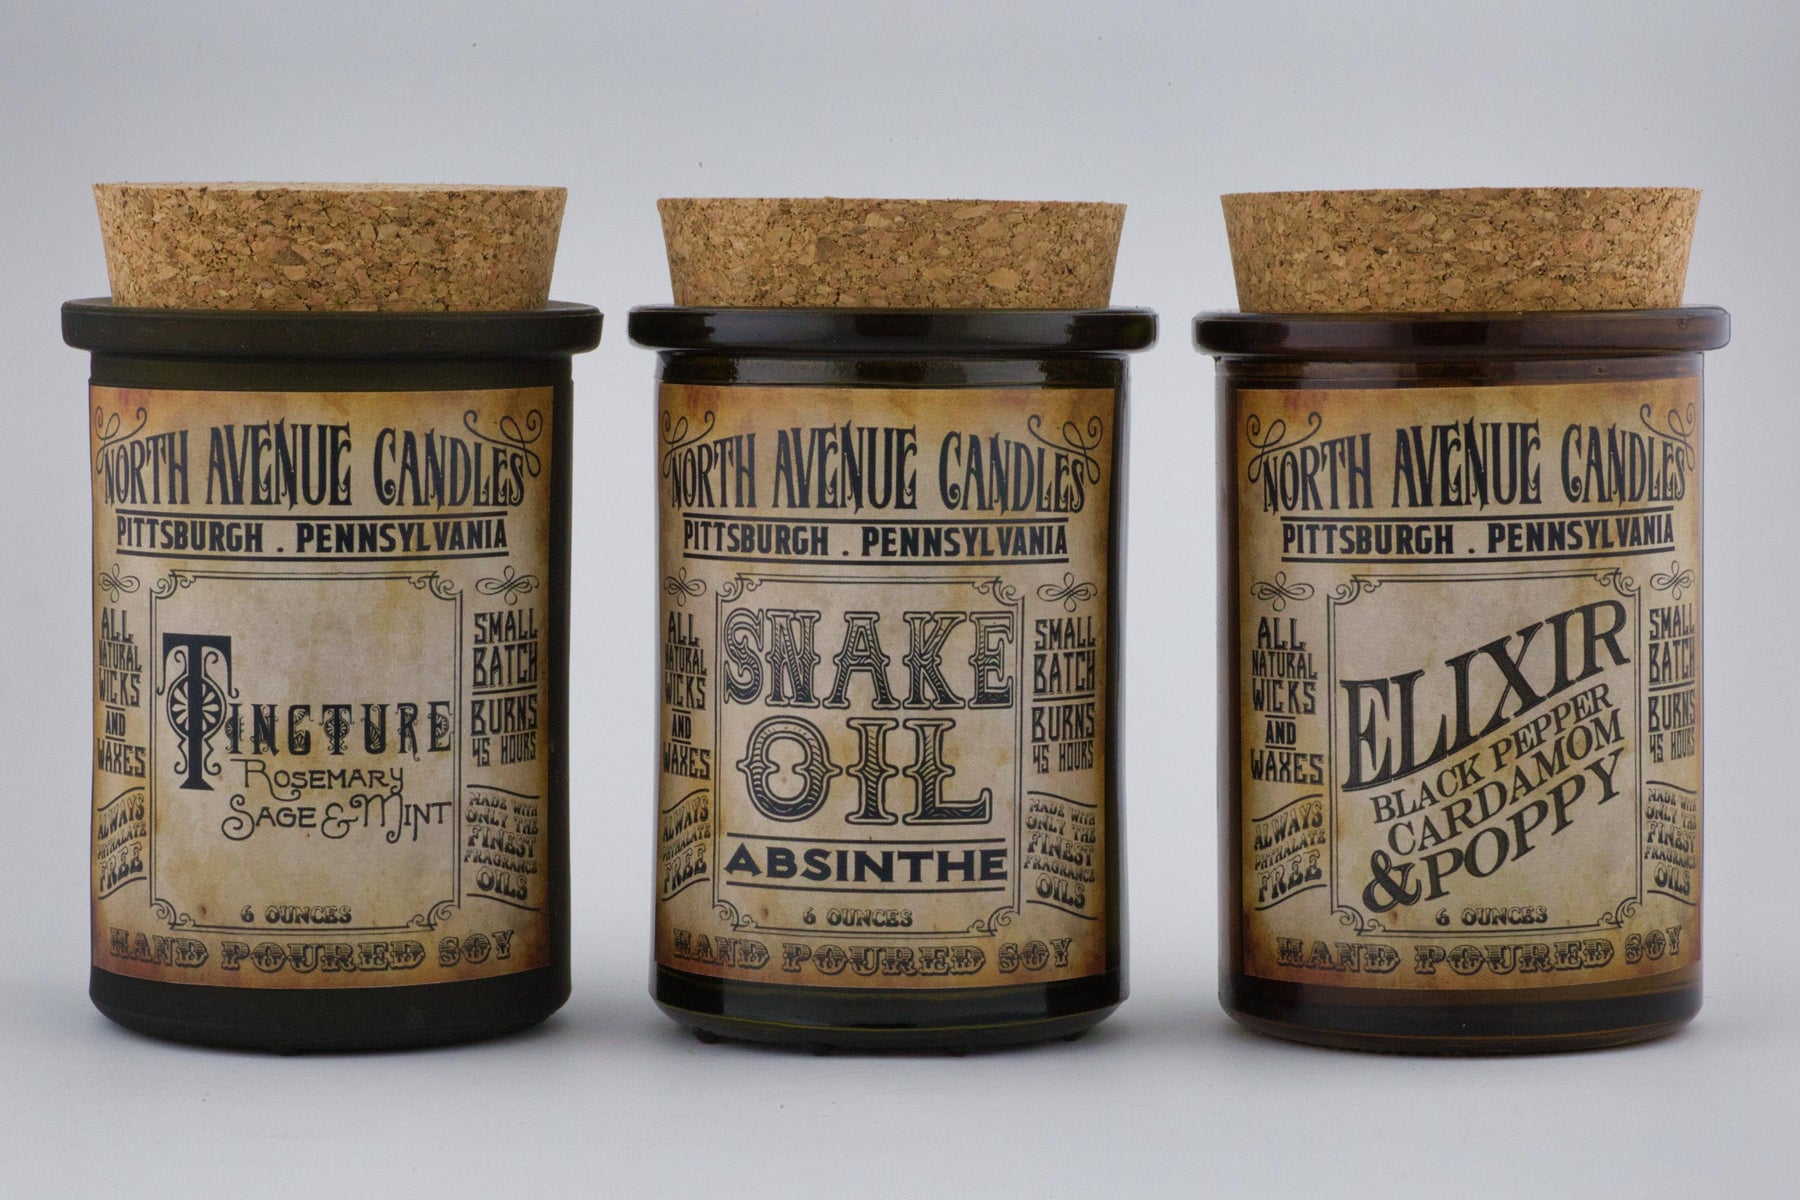 NORTH AVENUE CANDLES
PITTSBURGH . PENNSYLVANIA
ALL
NATURAL
WICKS
AND
WAXES
ALWAYS
PHTHALATE
FREE
TINCTURE
ROSEMARY
SAGE & MINT
6 OUNCES
SMALL
BATCH
BURNS
45 HOURS
MADE WITH
ONLY THE
FINEST
FRAGRANCE
OILS
HAND POURED SOY
NORTH AVENUE CANDLES
PITTSBURGH . PENNSYLVANIA
ALL
NATURAL
WICKS
AND
WAXES
ALWAYS
PHTHALATE
FREE
SNAKE
OIL
ABSINTHE
6 OUNCES
SMALL
BATCH
BURNS
45 HOURS
MADE WITH
ONLY THE
FINEST
FRAGRANCE
OILS
HAND POURED SOY
NORTH AVENUE CANDLES
PITTSBURGH . PENNSYLVANIA
ALL
NATURAL
WICKS
AND
WAXES
ALWAYS
PHTHALATE
FREE
ELIXIR
BLACK PEPPER
CARDAMOM
& POPPY
6 OUNCES
SMALL
BATCH
BURNS
45 HOURS
MADE WITH
ONLY THE
FINEST
FRAGRANCE
OILS
HAND POURED SOY